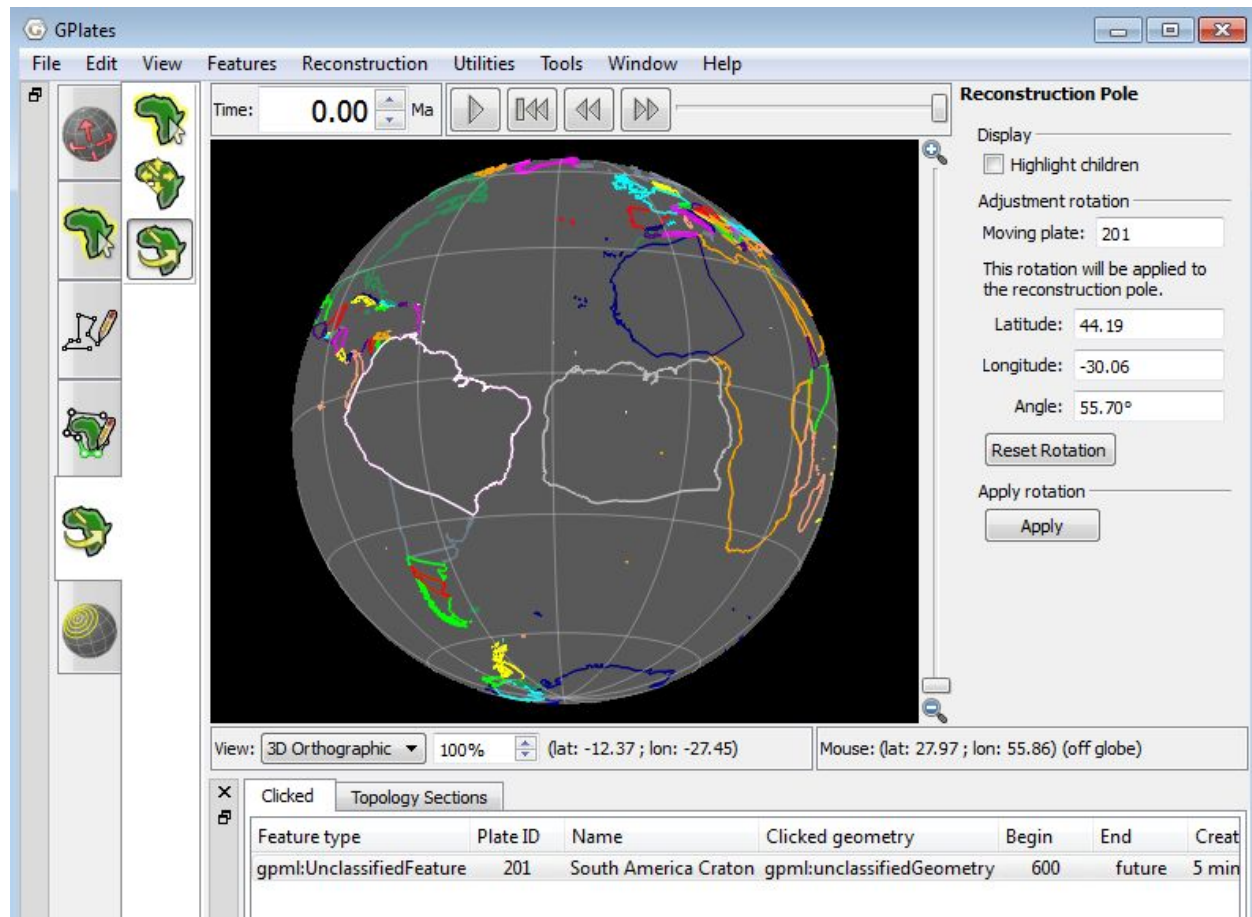 GPlates
File Edit View Features Reconstruction Utilities Tools Window Help
Time: 0.00 Ma
Reconstruction Pole
Display
Highlight children
Adjustment rotation
Moving plate: 201
This rotation will be applied to
the reconstruction pole.
Latitude: 44.19
Longitude: -30.06
Angle: 55.70°
Reset Rotation
Apply rotation
Apply
View: 3D Orthographic 100% (lat: -12.37 ; lon: -27.45) Mouse: (lat: 27.97 ; lon: 55.86) (off globe)
Clicked Topology Sections
Feature type Plate ID Name Clicked geometry Begin End Creat
gpml:UnclassifiedFeature 201 South America Craton gpml:unclassifiedGeometry 600 future 5 min